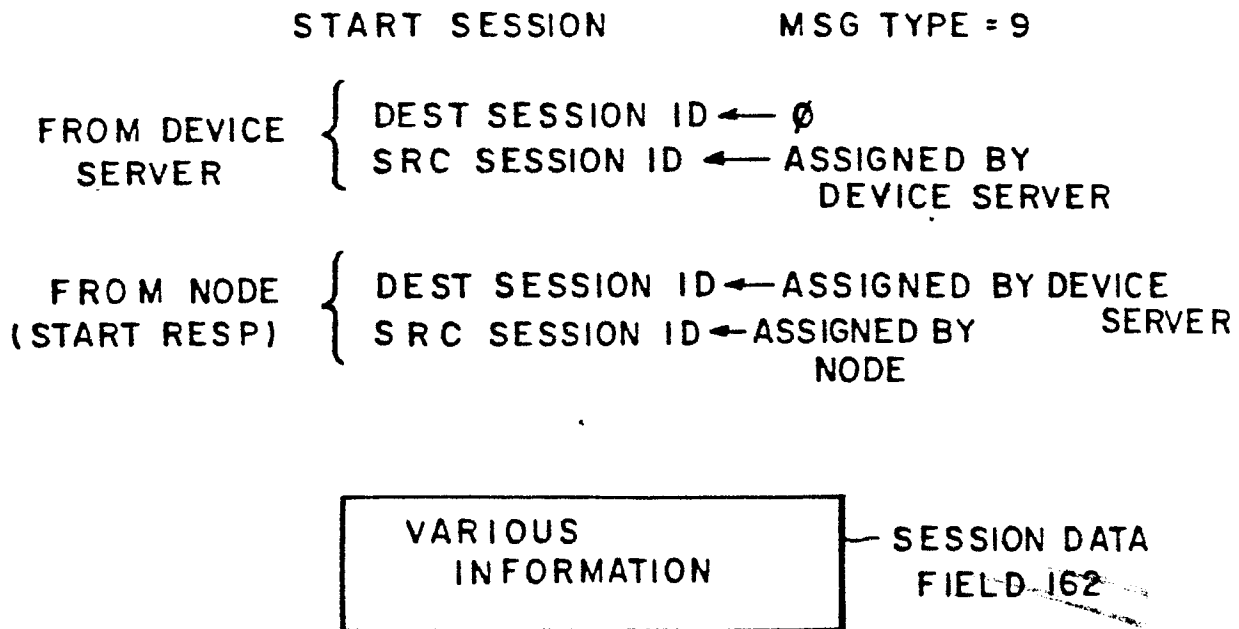 START SESSION MSG TYPE = 9
FROM DEVICE SERVER
DEST SESSION ID ← Ø
SRC SESSION ID ← ASSIGNED BY DEVICE SERVER
FROM NODE (START RESP)
DEST SESSION ID ← ASSIGNED BY DEVICE SERVER
SRC SESSION ID ← ASSIGNED BY NODE
VARIOUS
INFORMATION
SESSION DATA
FIELD 162